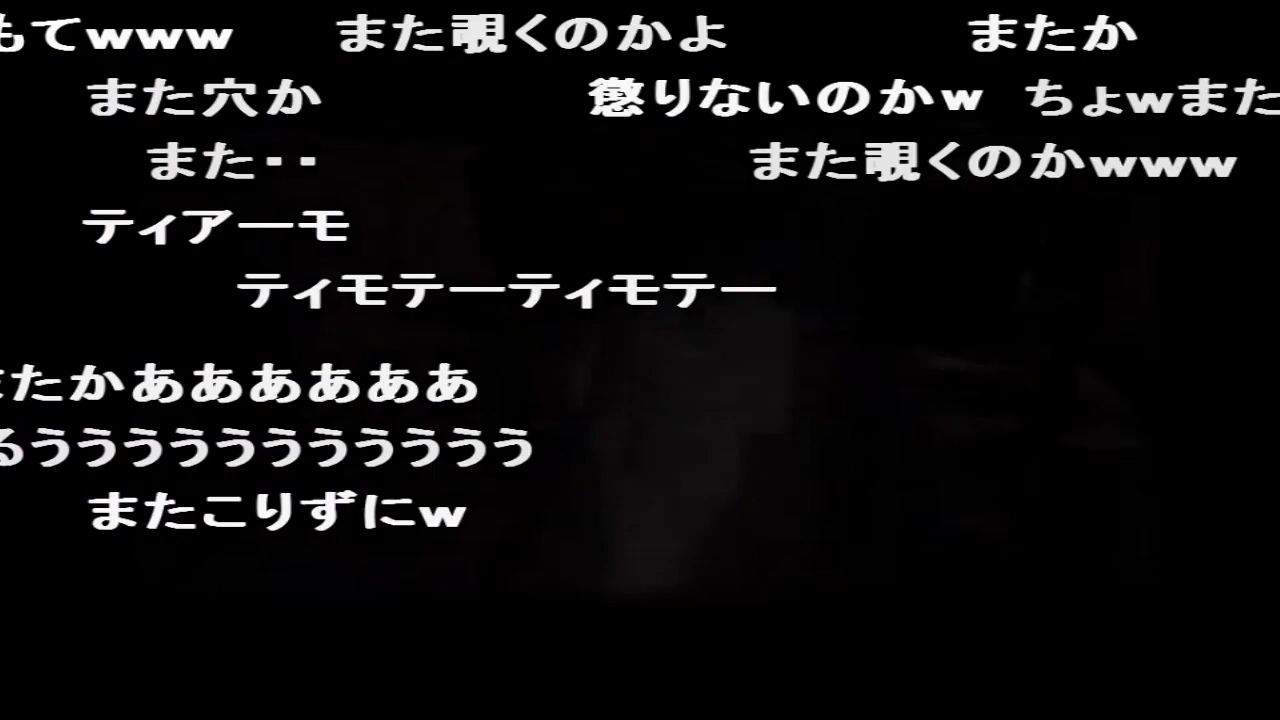 もてwww また覗くのかよ またか
また穴か 懲りないのかw ちょwまた
また・・ また覗くのかwww
ティアーモ
ティモテーティモテー
またかああああああ
るううううううううううう
またこりずにw